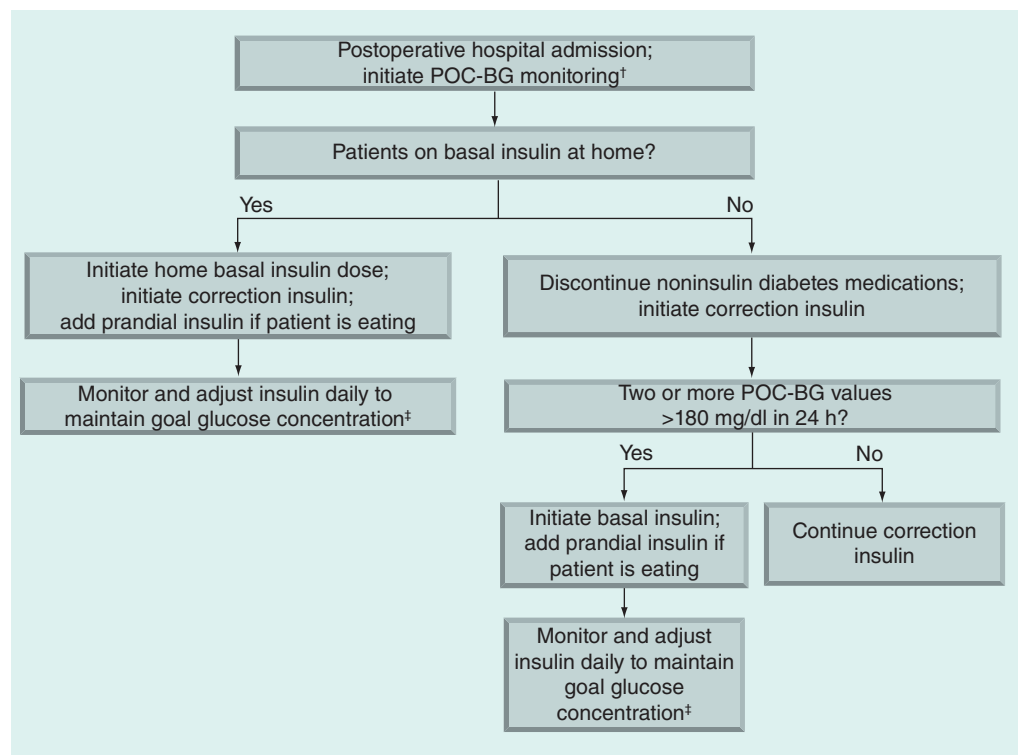 Postoperative hospital admission;
initiate POC-BG monitoring†
Patients on basal insulin at home?
Yes
No
Initiate home basal insulin dose;
initiate correction insulin;
add prandial insulin if patient is eating
Monitor and adjust insulin daily to
maintain goal glucose concentration‡
Discontinue noninsulin diabetes medications;
initiate correction insulin
Two or more POC-BG values
>180 mg/dl in 24 h?
Yes
No
Initiate basal insulin;
add prandial insulin if
patient is eating
Monitor and adjust
insulin daily to maintain
goal glucose
concentration‡
Continue correction
insulin